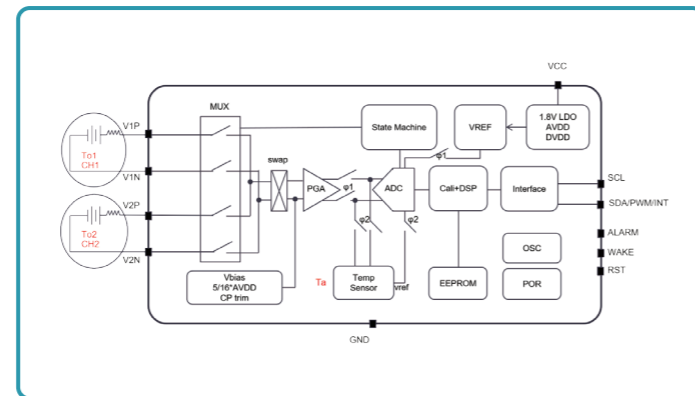 VCC
MUX
V1P
To1
CH1
V1N
V2P
To2
CH2
V2N
swap
State Machine
VREF
1.8V LDO
AVDD
DVDD
φ1
PGA
φ1
ADC
Cali+DSP
Interface
SCL
SDA/PWM/INT
φ2
φ2
ALARM
WAKE
RST
OSC
POR
Vbias
5/16*AVDD
CP trim
Ta
Temp
Sensor
vref
EEPROM
GND